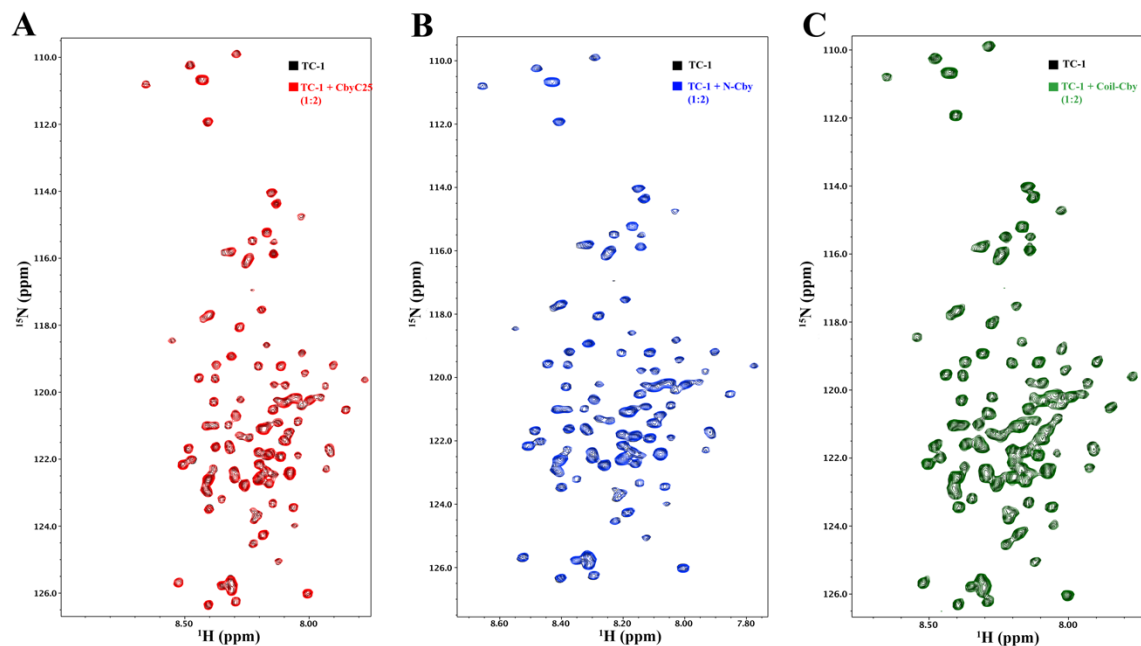 A
110.0
112.0
114.0
116.0
118.0
120.0
122.0
124.0
126.0
15N (ppm)
8.50
8.00
1H (ppm)
TC-1
TC-1 + CbyC25
(1:2)
B
110.0
112.0
114.0
116.0
118.0
120.0
122.0
124.0
126.0
15N (ppm)
8.60
8.40
8.20
8.00
7.80
1H (ppm)
TC-1
TC-1 + N-Cby
(1:2)
C
110.0
112.0
114.0
116.0
118.0
120.0
122.0
124.0
126.0
15N (ppm)
8.50
8.00
1H (ppm)
TC-1
TC-1 + Coil-Cby
(1:2)